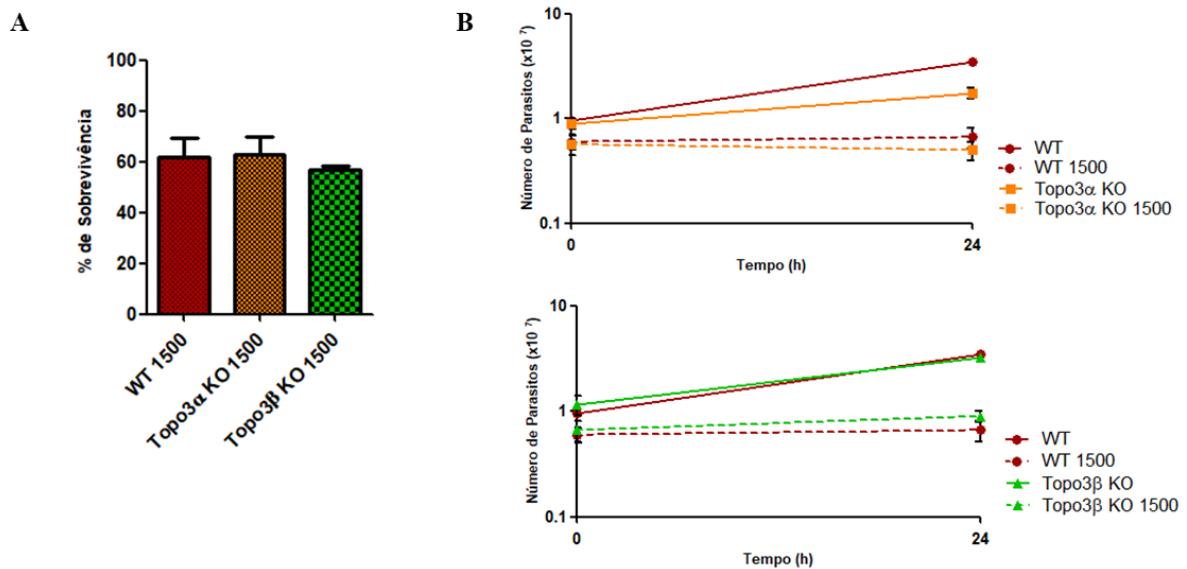 A
% de Sobrevivência
100
80
60
40
20
0
WT 1500
Topo3α KO 1500
Topo3β KO 1500
B
Número de Parasitos (x10 7)
10
1
0.1
0
24
Tempo (h)
WT
WT 1500
Topo3α KO
Topo3α KO 1500
Número de Parasitos (x10 7)
10
1
0.1
0
24
Tempo (h)
WT
WT 1500
Topo3β KO
Topo3β KO 1500